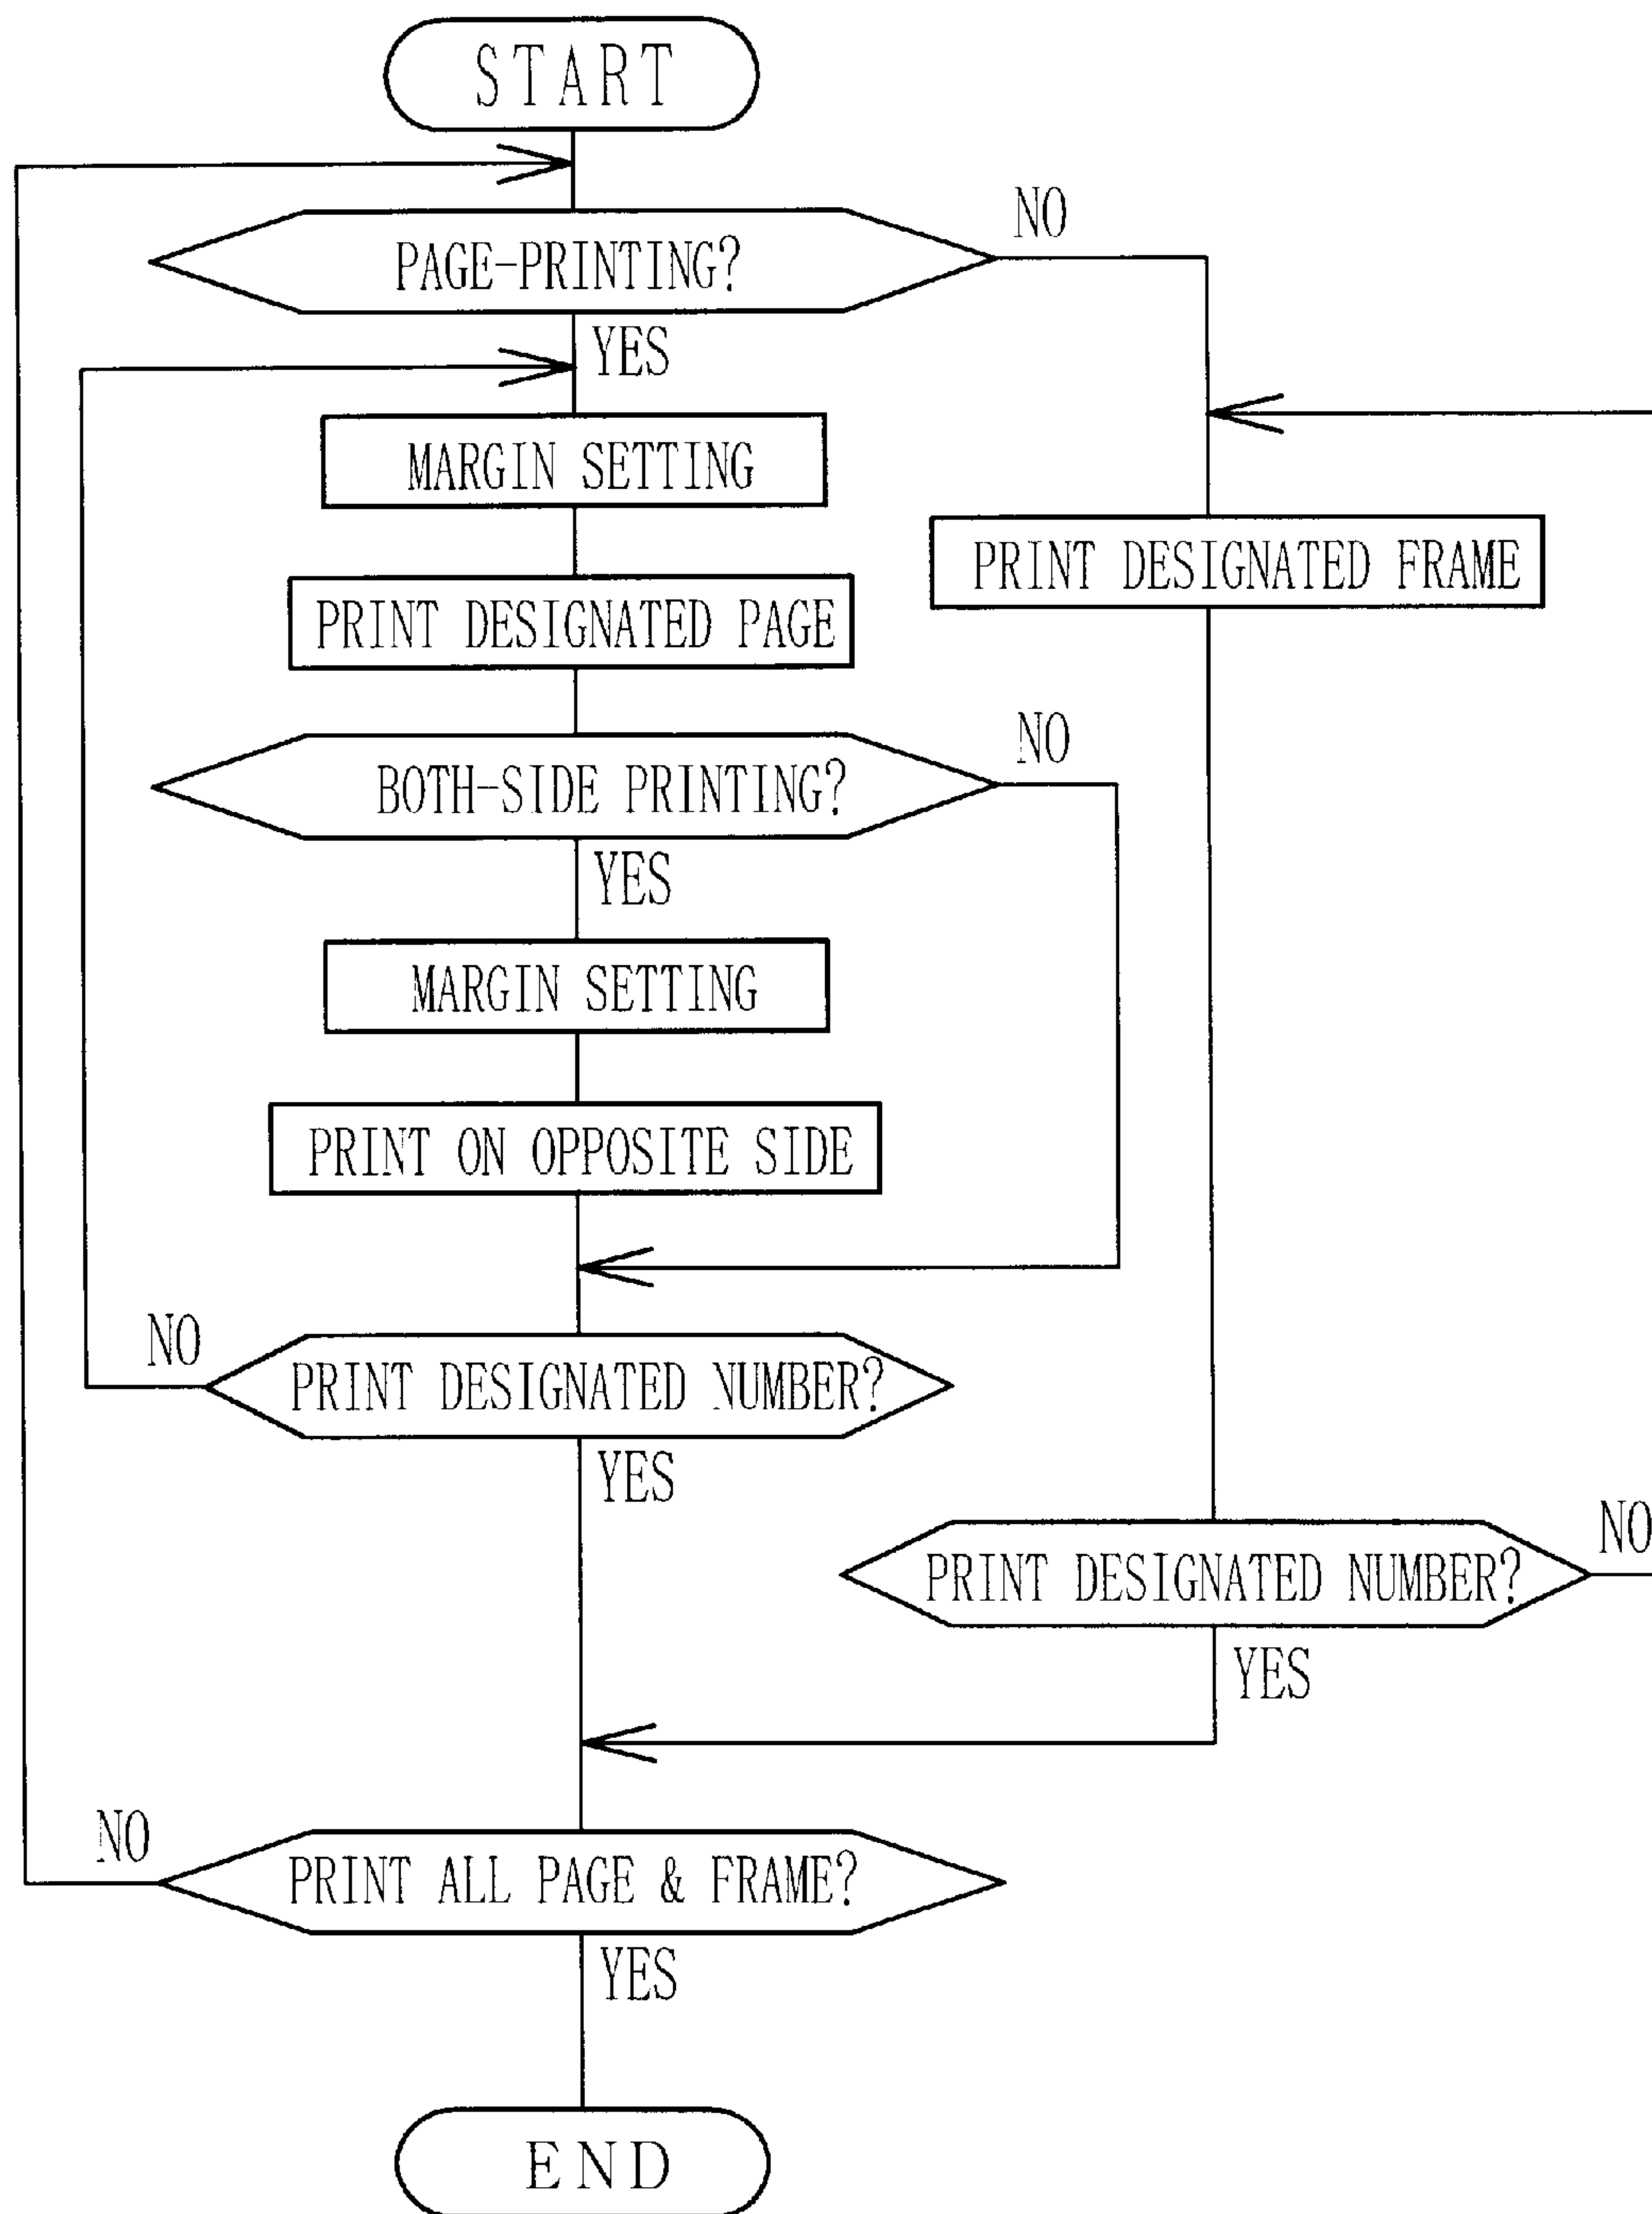 START
NO
PAGE-PRINTING?
YES
MARGIN SETTING
PRINT DESIGNATED FRAME
PRINT DESIGNATED PAGE
NO
BOTH-SIDE PRINTING?
YES
MARGIN SETTING
PRINT ON OPPOSITE SIDE
NO
PRINT DESIGNATED NUMBER?
YES
NO
PRINT DESIGNATED NUMBER?
YES
NO
PRINT ALL PAGE & FRAME?
YES
END